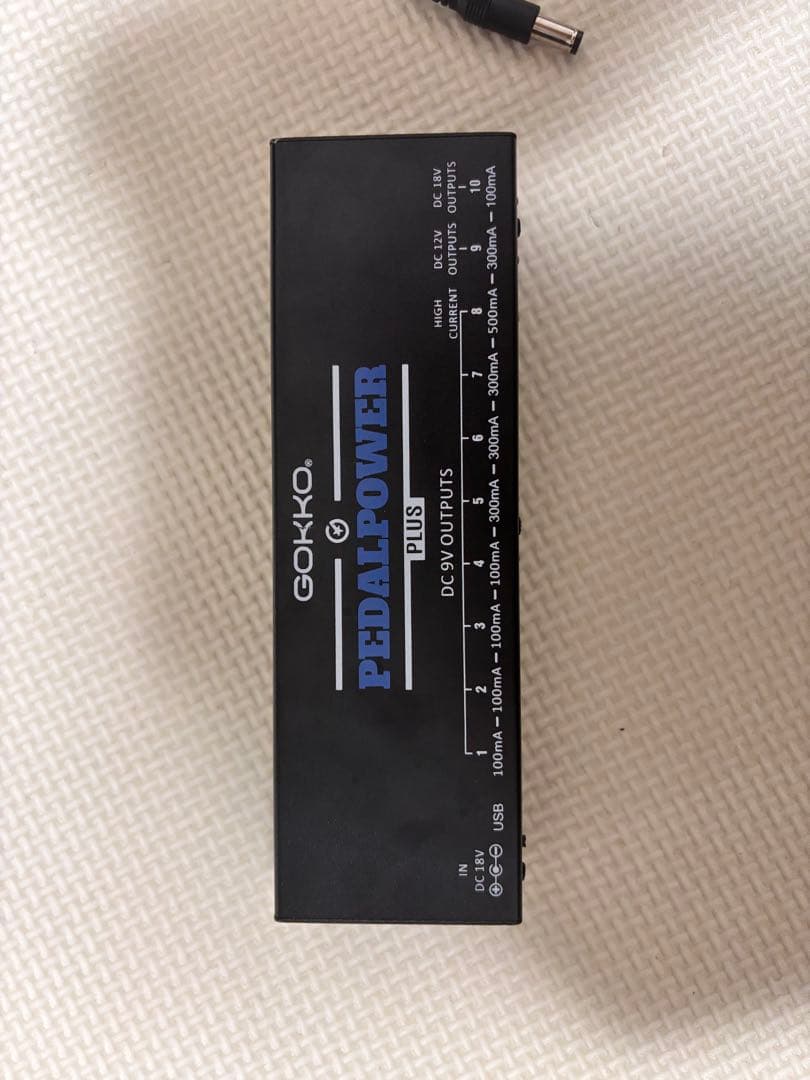 GOKKO®
PEDALPOWER
PLUS
DC 9V OUTPUTS
HIGH
CURRENT
DC 12V
OUTPUTS
DC 18V
OUTPUTS
IN
DC 18V
USB
1 2 3 4 5 6 7 8 9 10
100mA — 100mA — 100mA — 100mA — 300mA — 300mA — 300mA — 500mA — 300mA — 100mA